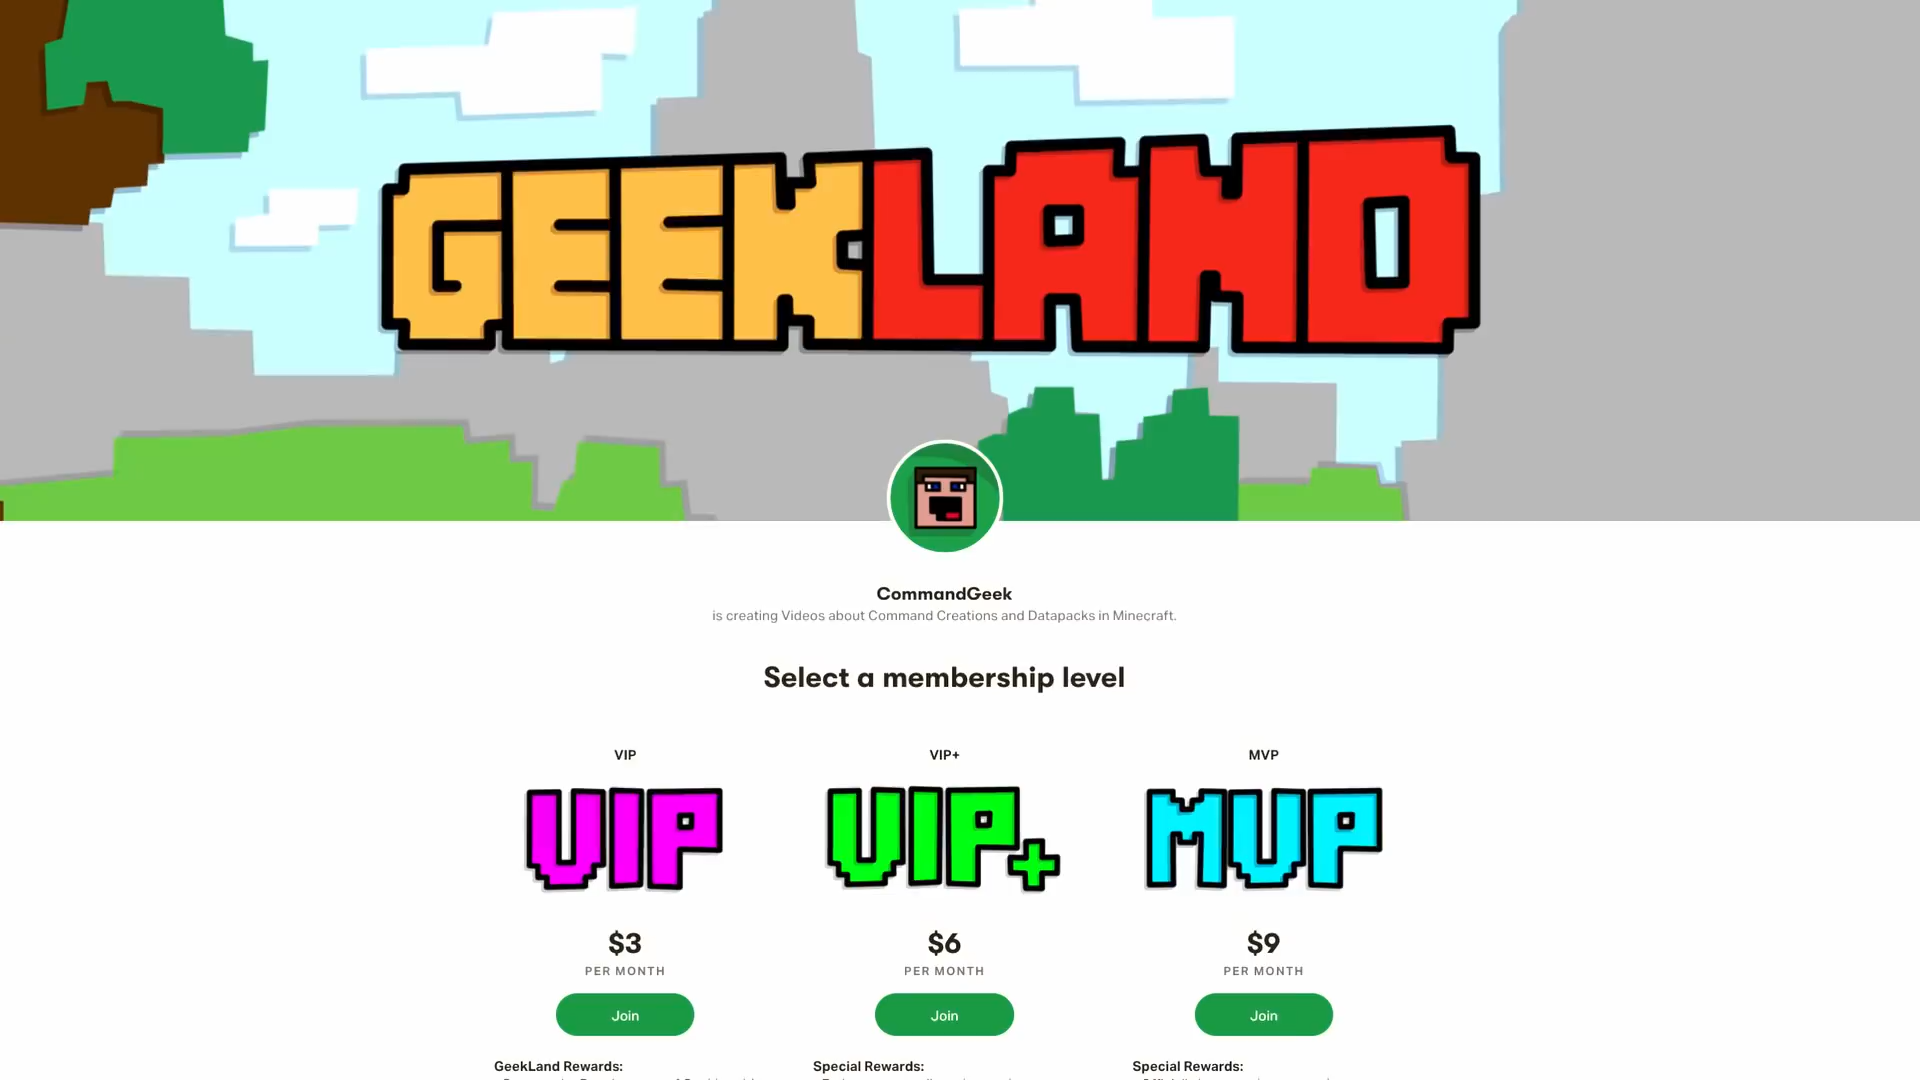 GEEKLAND
CommandGeek
is creating Videos about Command Creations and Datapacks in Minecraft.
Select a membership level
VIP
VIP+
MVP
VIP
VIP+
MVP
$3
$6
$9
PER MONTH
PER MONTH
PER MONTH
Join
Join
Join
GeekLand Rewards:
Special Rewards:
Special Rewards: